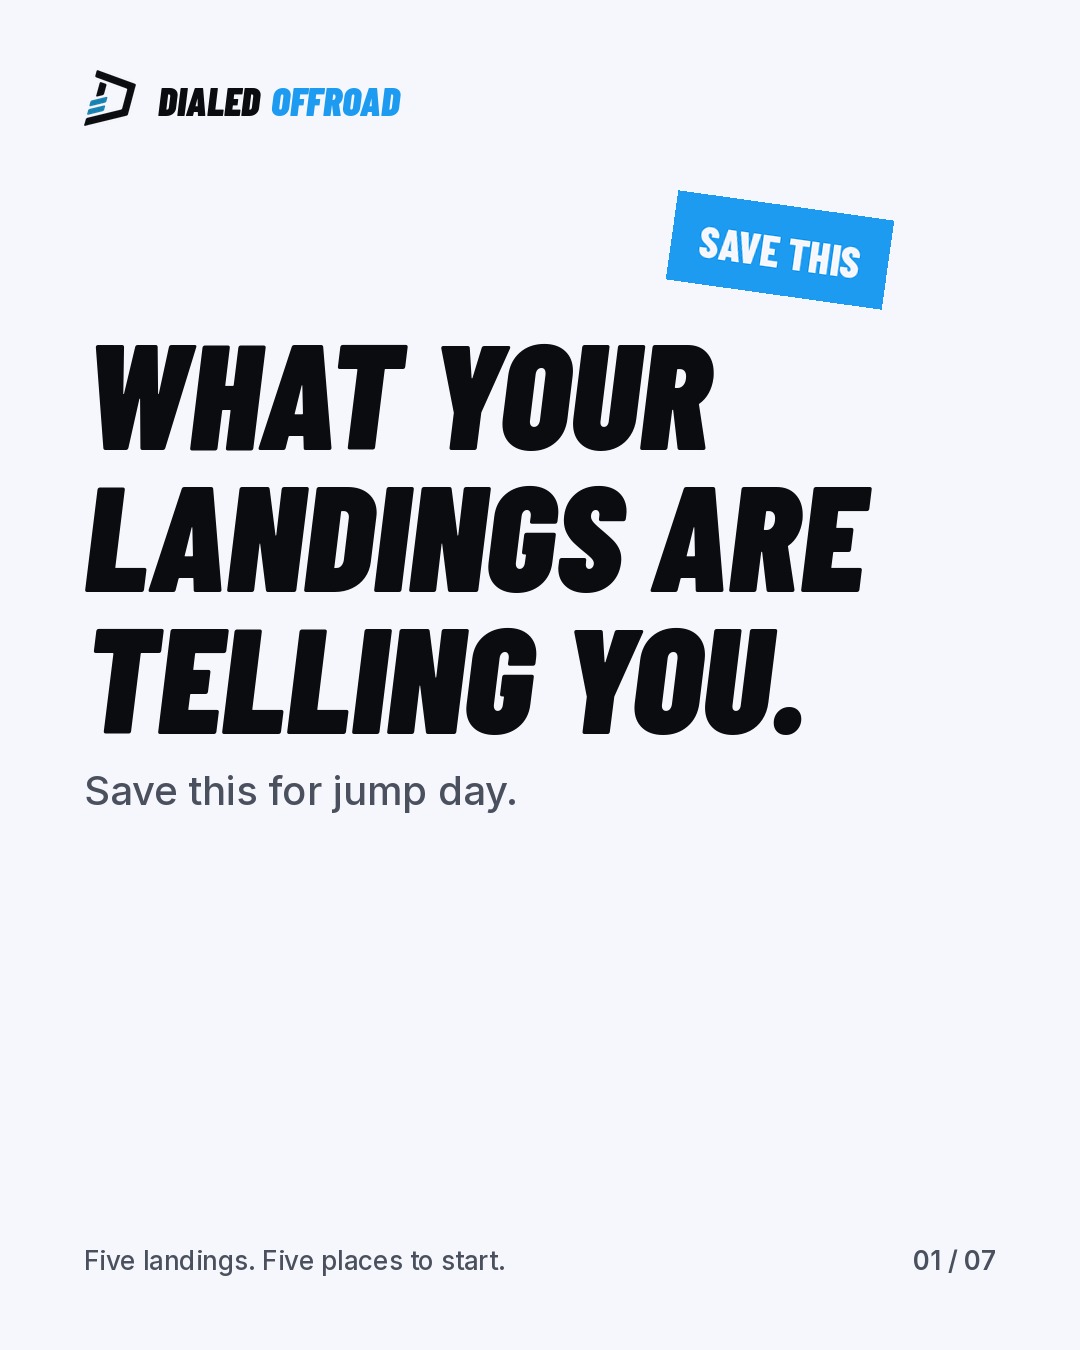 DIALED OFFROAD
SAVE THIS
WHAT YOUR
LANDINGS ARE
TELLING YOU.
Save this for jump day.
Five landings. Five places to start.
01 / 07